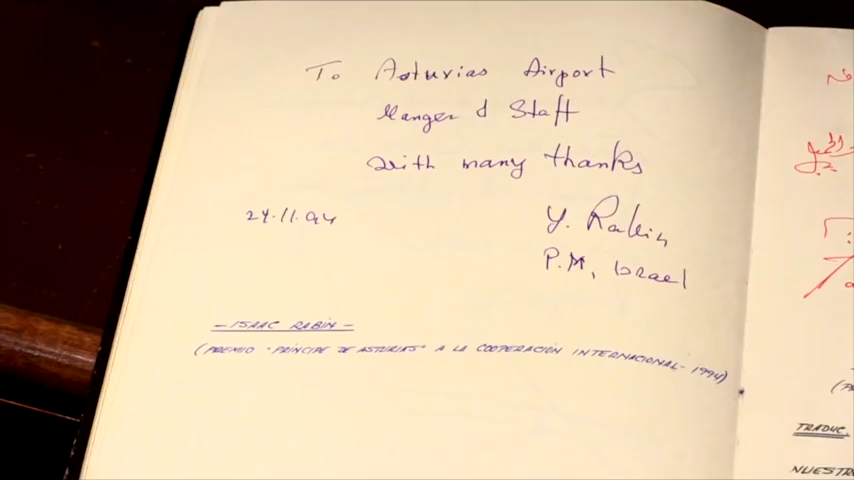 To Asturias Airport
Manger & Staff
with many thanks
24.11.94
Y. Rabin
P.M, Israel
- ISAAC RABIN -
(PREMIO "PRÍNCIPE DE ASTURIAS" A LA COOPERACIÓN INTERNACIONAL - 1994)
TRADUC.
NUESTR